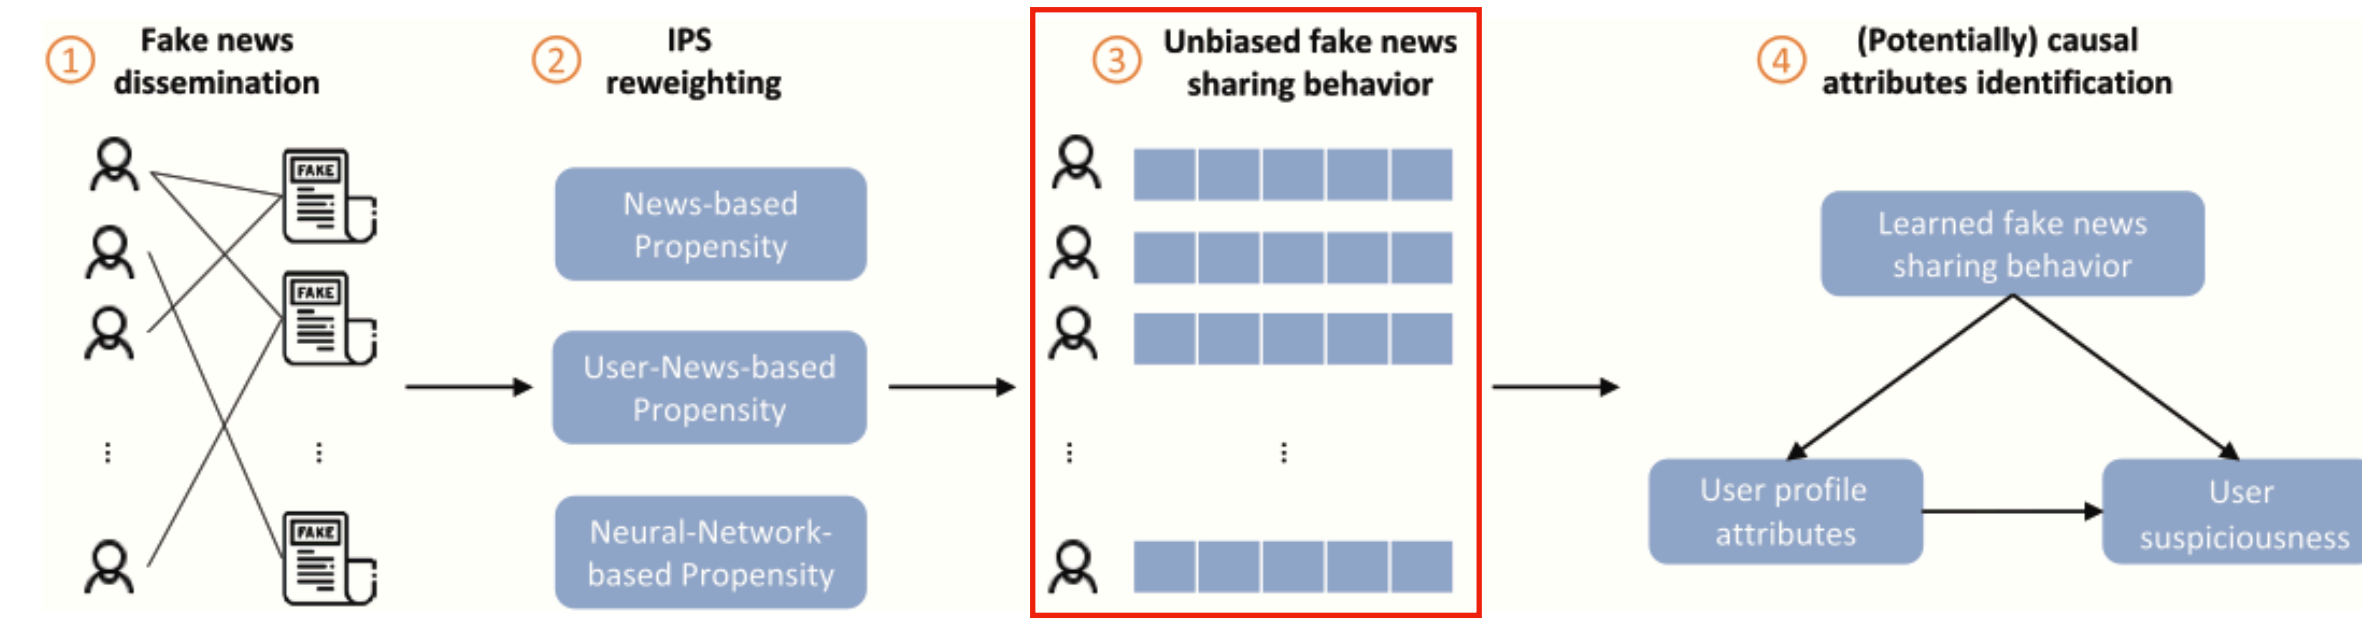 ① Fake news
dissemination
FAKE
FAKE
FAKE
② IPS
reweighting
News-based
Propensity
User-News-based
Propensity
Neural-Network-
based Propensity
③ Unbiased fake news
sharing behavior
④ (Potentially) causal
attributes identification
Learned fake news
sharing behavior
User profile
attributes
User
suspiciousness